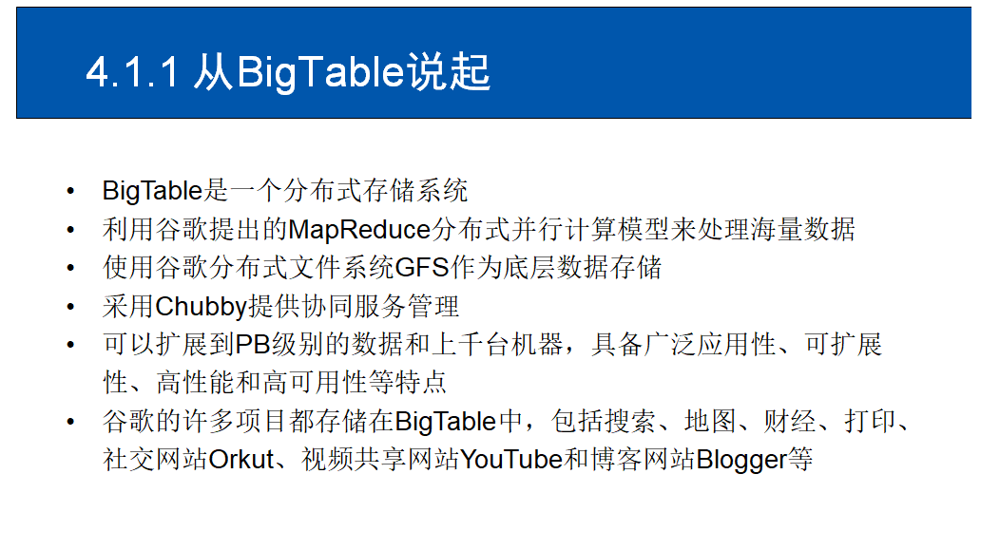 4.1.1 从BigTable说起
• BigTable是一个分布式存储系统
• 利用谷歌提出的MapReduce分布式并行计算模型来处理海量数据
• 使用谷歌分布式文件系统GFS作为底层数据存储
• 采用Chubby提供协同服务管理
• 可以扩展到PB级别的数据和上千台机器，具备广泛应用性、可扩展
性、高性能和高可用性等特点
• 谷歌的许多项目都存储在BigTable中，包括搜索、地图、财经、打印、
社交网站Orkut、视频共享网站YouTube和博客网站Blogger等